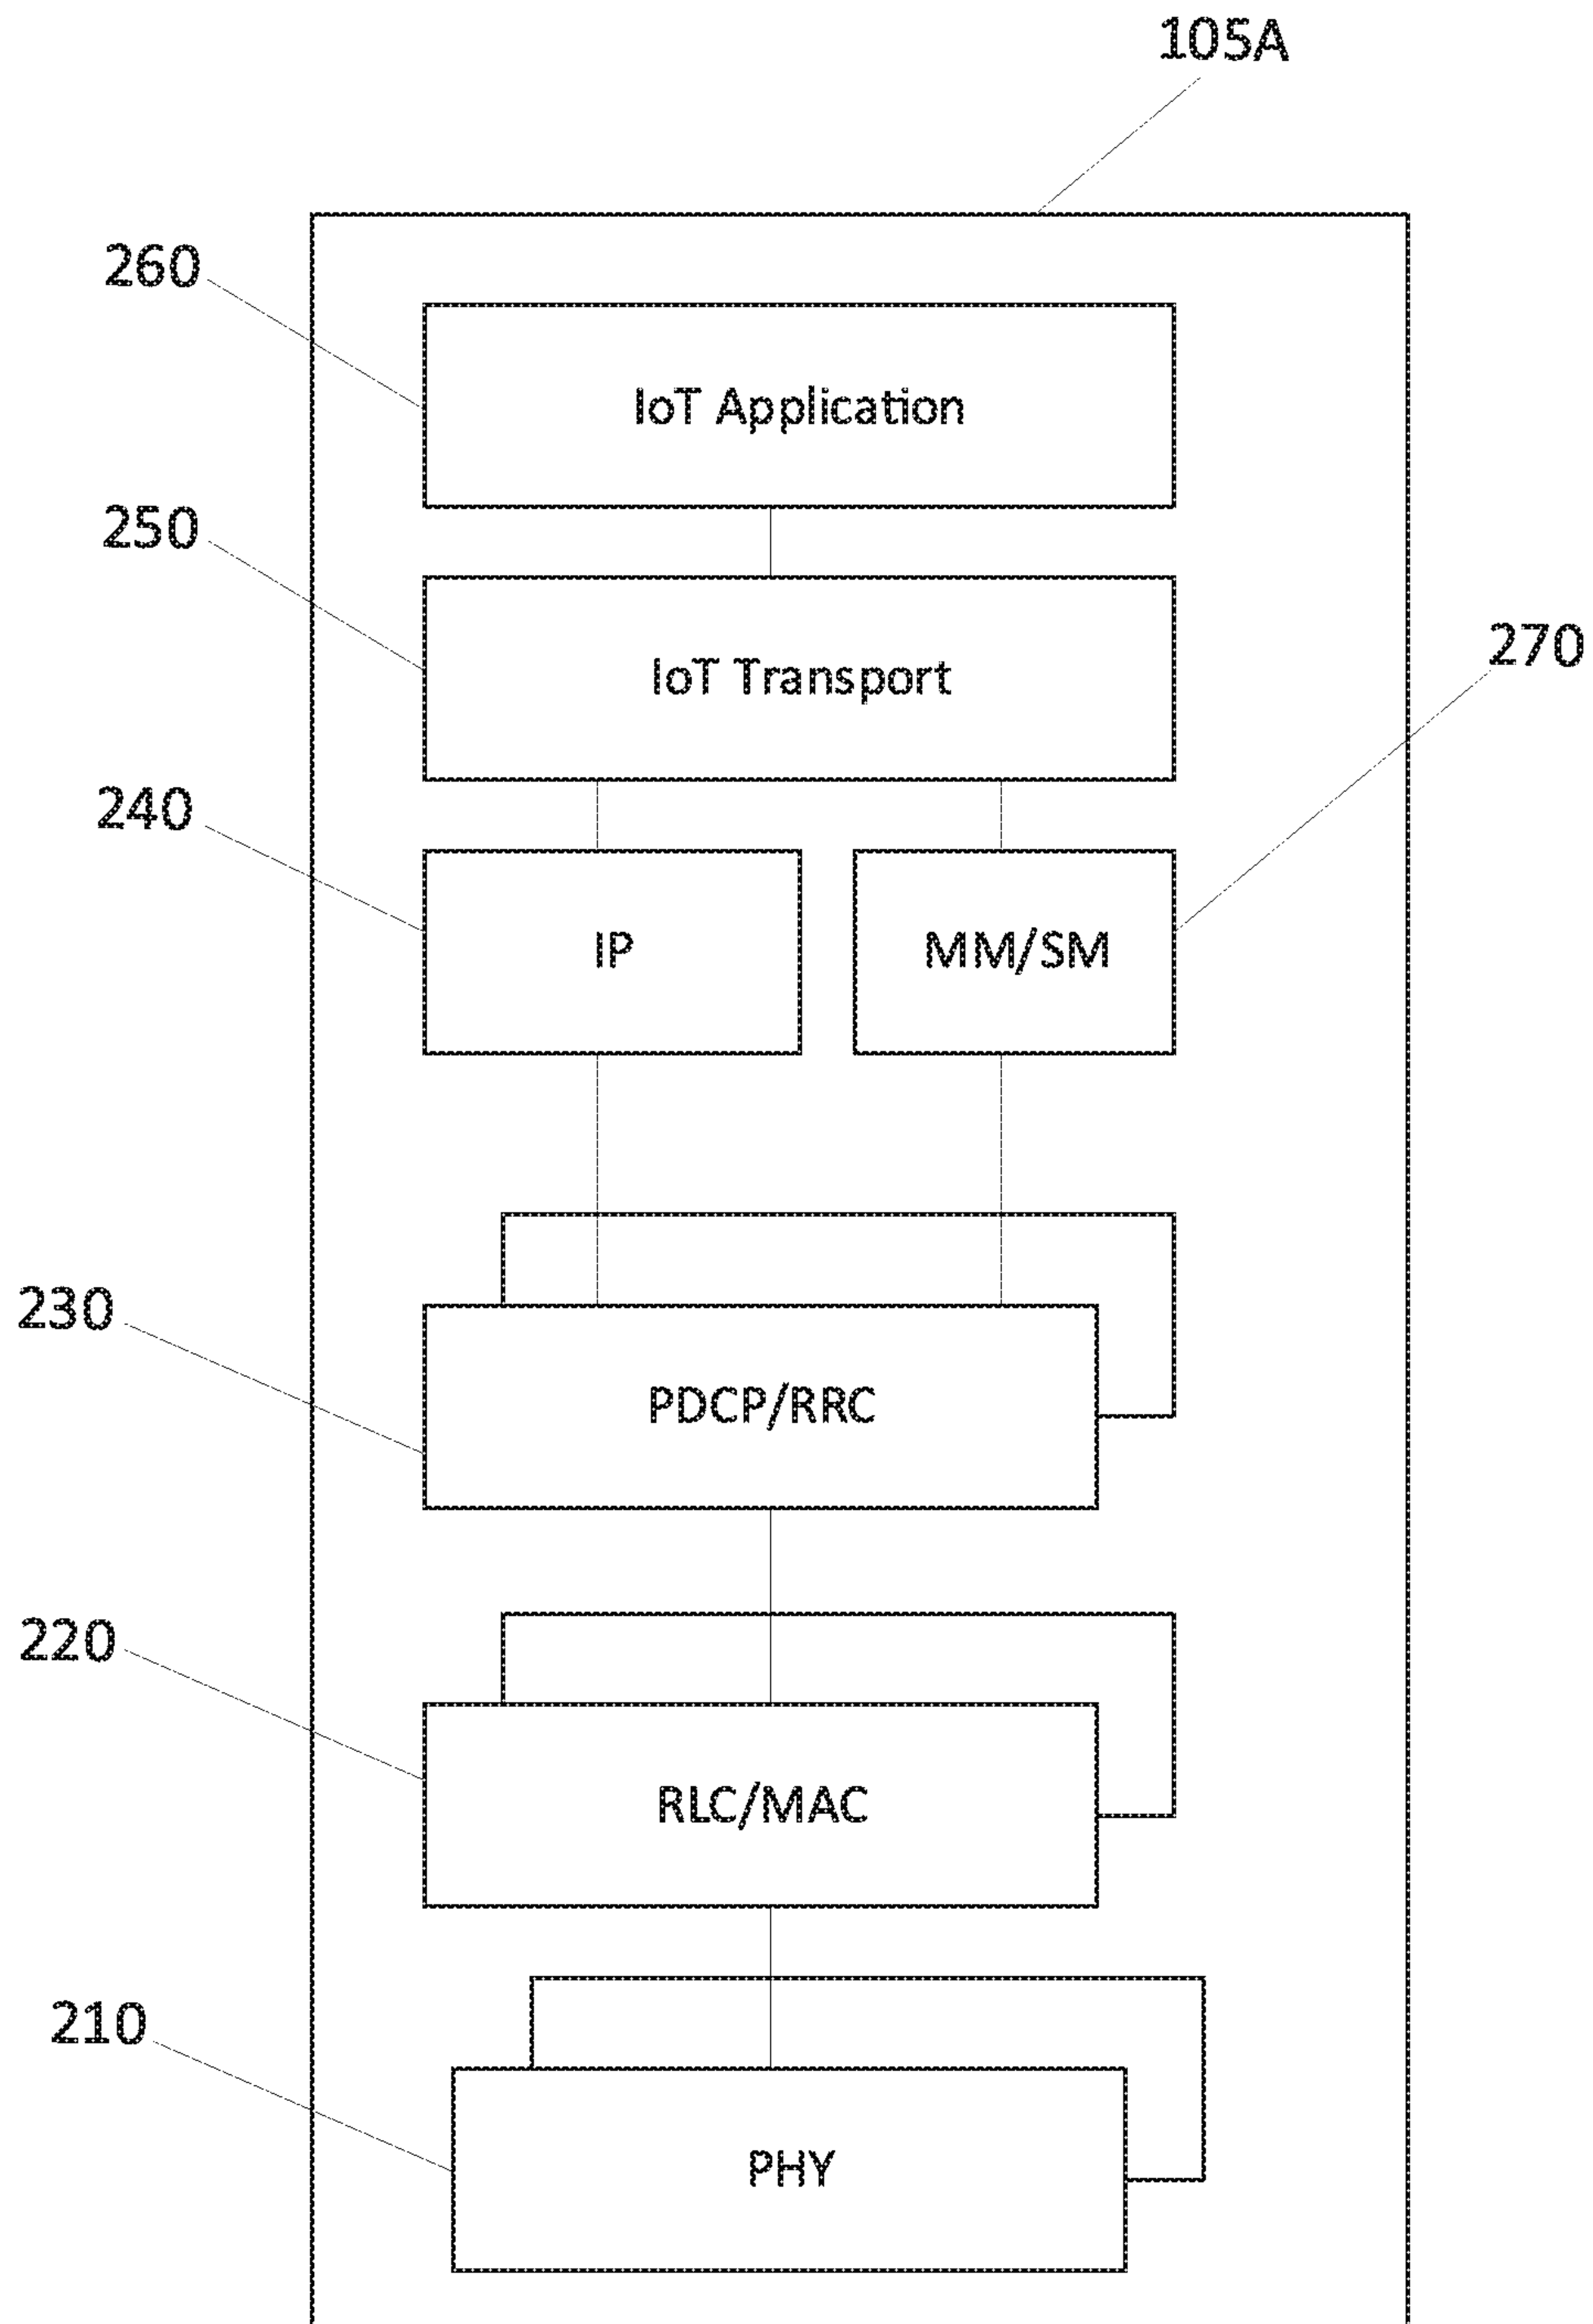 105A
260
IoT Application
250
IoT Transport
270
240
IP
MM/SM
230
PDCP/RRC
220
RLC/MAC
210
PHY